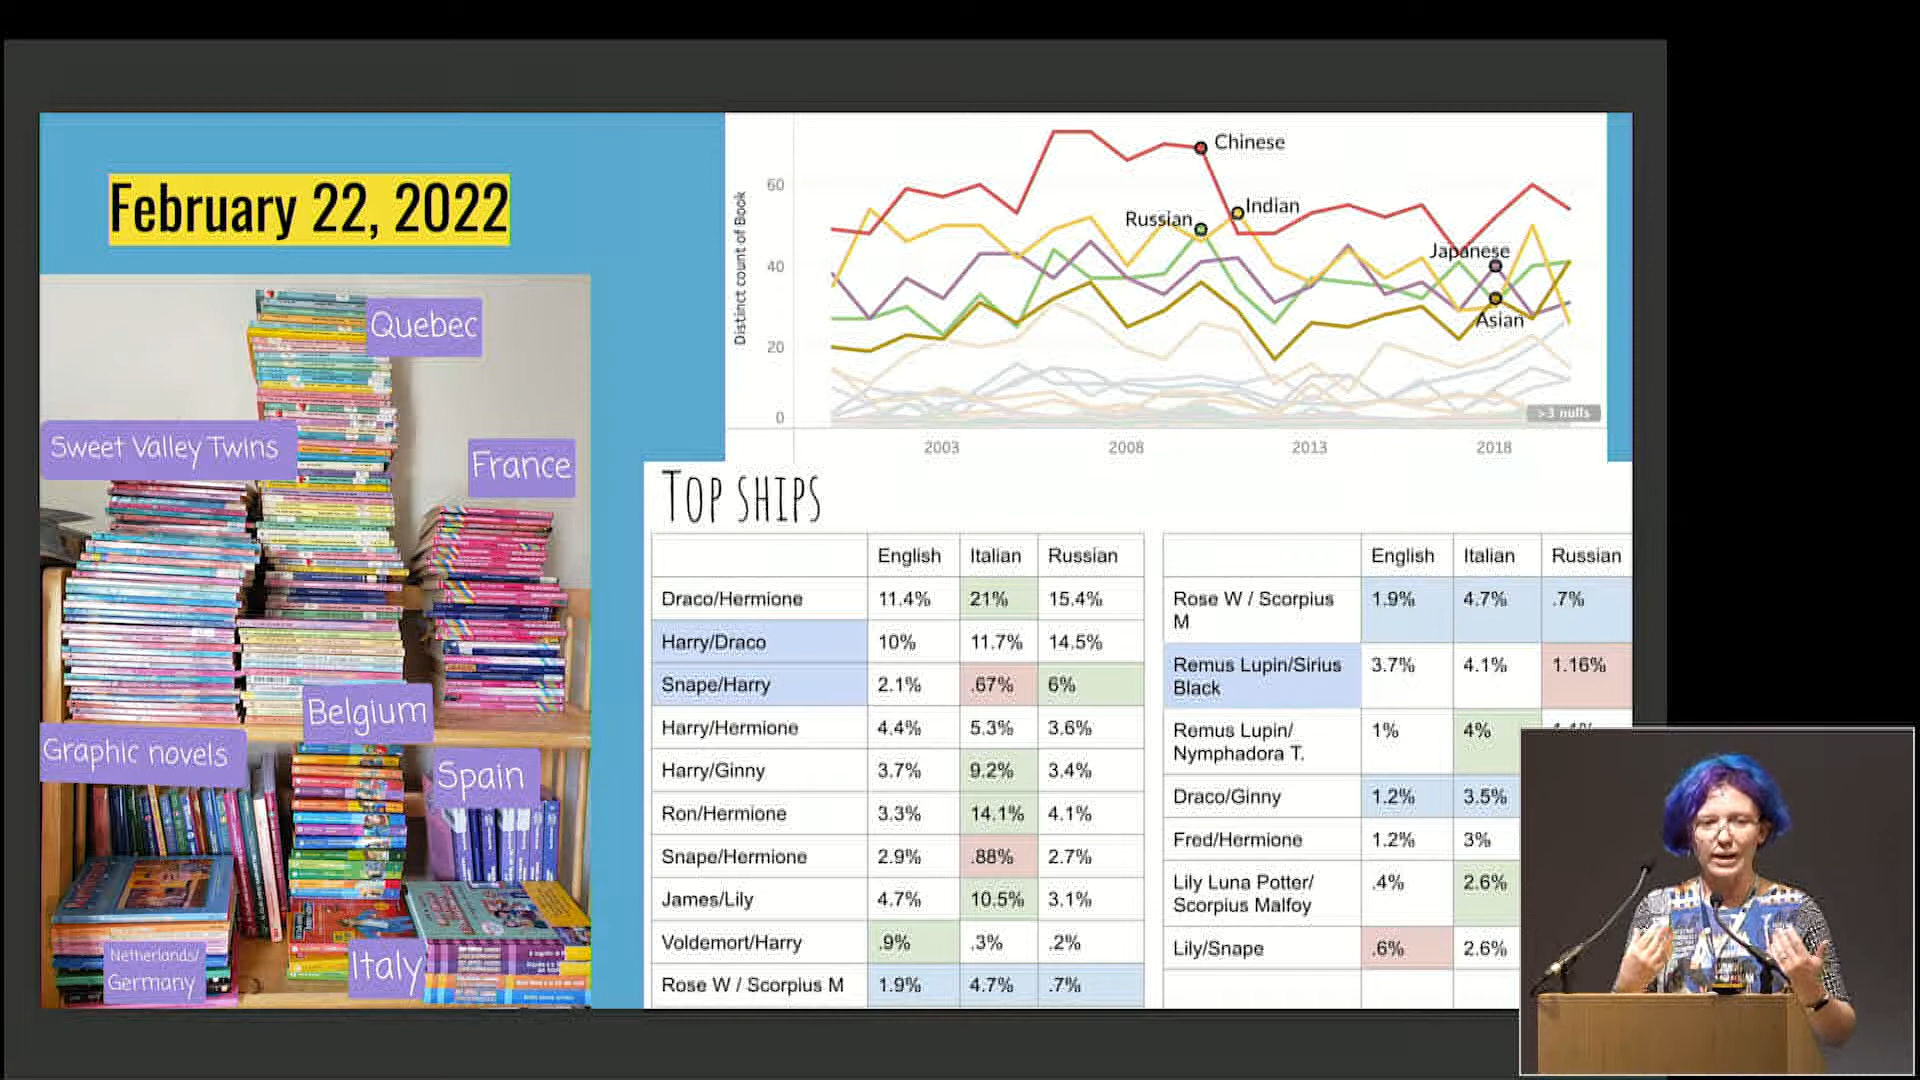 February 22, 2022
Quebec
Sweet Valley Twins
France
Belgium
Graphic novels
Spain
Netherlands/
Germany
Italy
Distinct count of Book
60
40
20
0
Chinese
Indian
Russian
Japanese
Asian
>3 nulls
2003 2008 2013 2018
TOP SHIPS
English Italian Russian
Draco/Hermione 11.4% 21% 15.4%
Harry/Draco 10% 11.7% 14.5%
Snape/Harry 2.1% .67% 6%
Harry/Hermione 4.4% 5.3% 3.6%
Harry/Ginny 3.7% 9.2% 3.4%
Ron/Hermione 3.3% 14.1% 4.1%
Snape/Hermione 2.9% .88% 2.7%
James/Lily 4.7% 10.5% 3.1%
Voldemort/Harry .9% .3% .2%
Rose W / Scorpius M 1.9% 4.7% .7%
English Italian Russian
Rose W / Scorpius 1.9% 4.7% .7%
M
Remus Lupin/Sirius 3.7% 4.1% 1.16%
Black
Remus Lupin/ 1% 4%
Nymphadora T.
Draco/Ginny 1.2% 3.5%
Fred/Hermione 1.2% 3%
Lily Luna Potter/ .4% 2.6%
Scorpius Malfoy
Lily/Snape .6% 2.6%